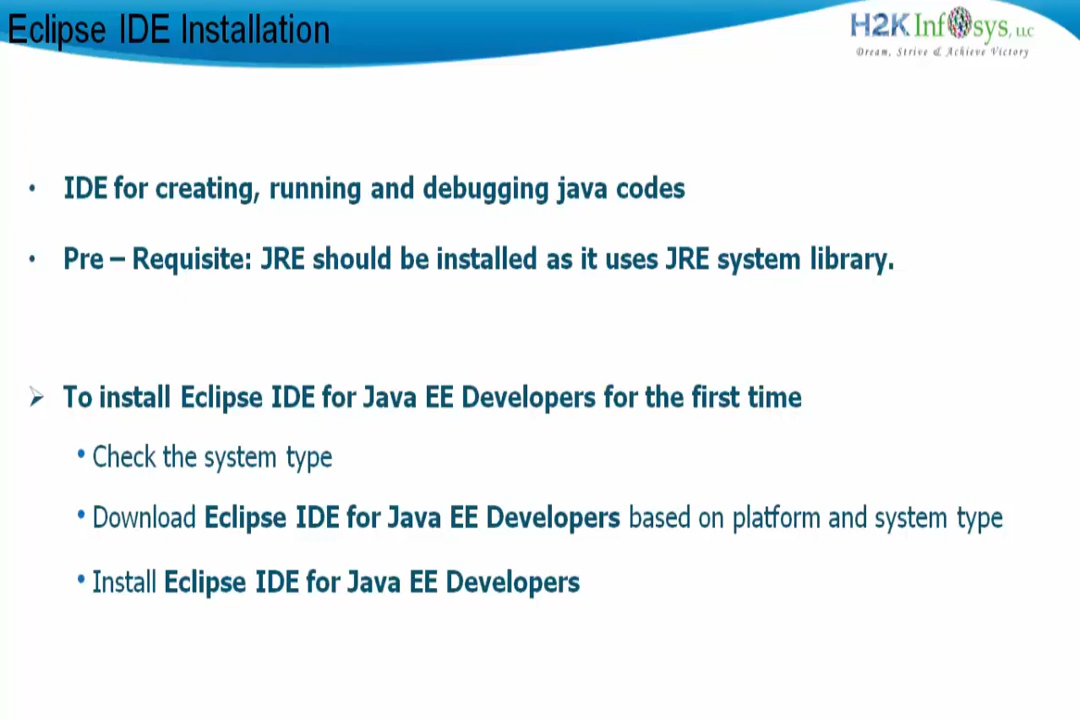 Eclipse IDE Installation
H2K Infosys, LLC
Dream, Strive & Achieve Victory
• IDE for creating, running and debugging java codes
• Pre – Requisite: JRE should be installed as it uses JRE system library.
➢ To install Eclipse IDE for Java EE Developers for the first time
• Check the system type
• Download Eclipse IDE for Java EE Developers based on platform and system type
• Install Eclipse IDE for Java EE Developers